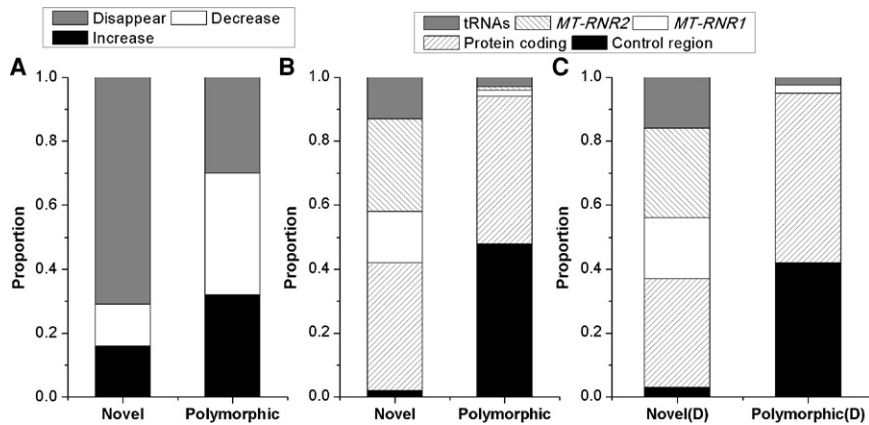 Disappear Decrease
Increase
tRNAs MT-RNR2 MT-RNR1
Protein coding Control region
A
Proportion
1.0
0.8
0.6
0.4
0.2
0.0
Novel Polymorphic
B
Proportion
1.0
0.8
0.6
0.4
0.2
0.0
Novel Polymorphic
C
Proportion
1.0
0.8
0.6
0.4
0.2
0.0
Novel(D) Polymorphic(D)